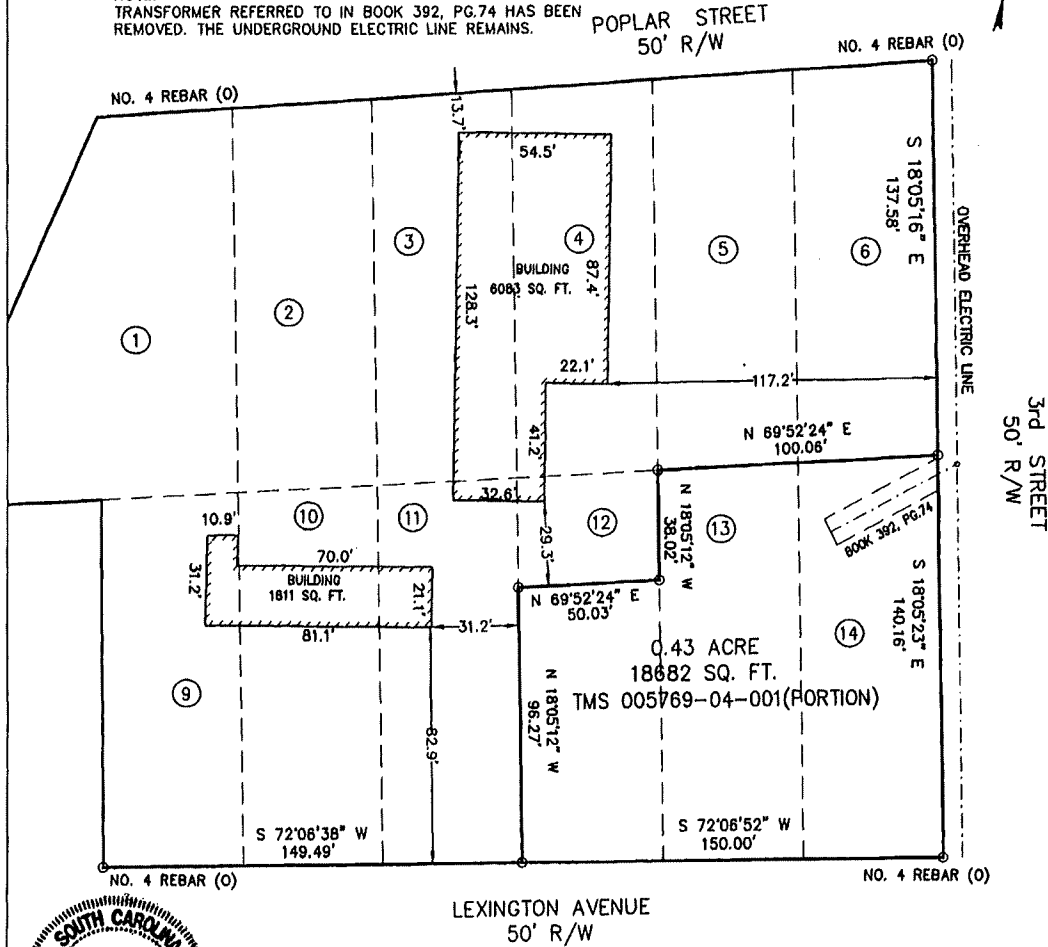 TRANSFORMER REFERRED TO IN BOOK 392, PG.74 HAS BEEN
REMOVED. THE UNDERGROUND ELECTRIC LINE REMAINS.
POPLAR STREET
50' R/W
NO. 4 REBAR (O)
NO. 4 REBAR (O)
13.7'
54.5'
S 18°05'16" E
137.58'
OVERHEAD ELECTRIC LINE
3
4
5
6
BUILDING
6083 SQ. FT.
87.4'
128.3'
1
2
22.1'
117.2'
3rd STREET
50' R/W
41.2'
N 69°52'24" E
100.06'
32.6'
10.9'
10
11
12
13
N 18°05'12" W
38.02'
BOOK 392, PG.74
29.3'
70.0'
BUILDING
1811 SQ. FT.
31.2'
21.1'
81.1'
31.2'
N 69°52'24" E
50.03'
S 18°05'23" E
140.16'
14
0.43 ACRE
18682 SQ. FT.
TMS 005769-04-001(PORTION)
9
N 18°05'12" W
96.27'
82.9'
S 72°06'38" W
149.49'
S 72°06'52" W
150.00'
NO. 4 REBAR (O)
NO. 4 REBAR (O)
LEXINGTON AVENUE
50' R/W
SOUTH CAROLINA